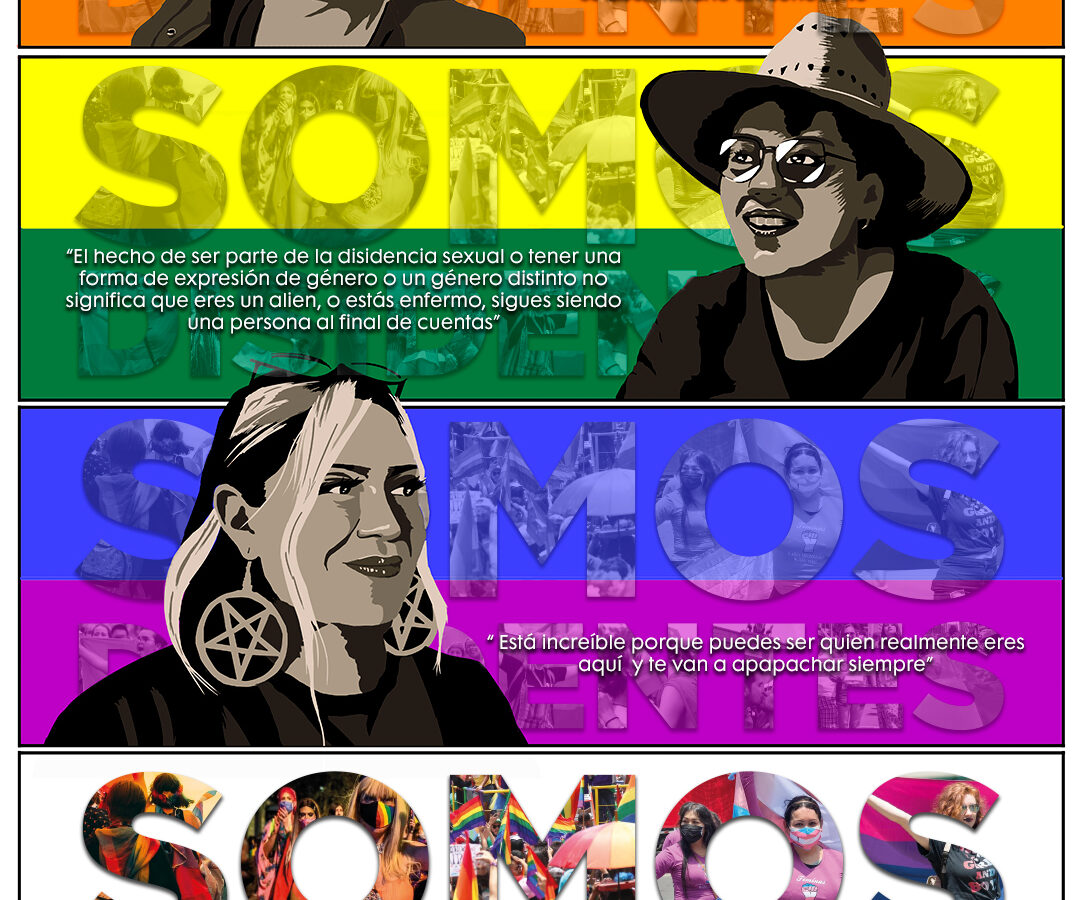 SOMOS
“El hecho de ser parte de la disidencia sexual o tener una
forma de expresión de género o un género distinto no
significa que eres un alien, o estás enfermo, sigues siendo
una persona al final de cuentas”
DISIDEN
SOMOS
“ Está increíble porque puedes ser quien realmente eres
aquí y te van a apapachar siempre”
D ENTES
SOMOS